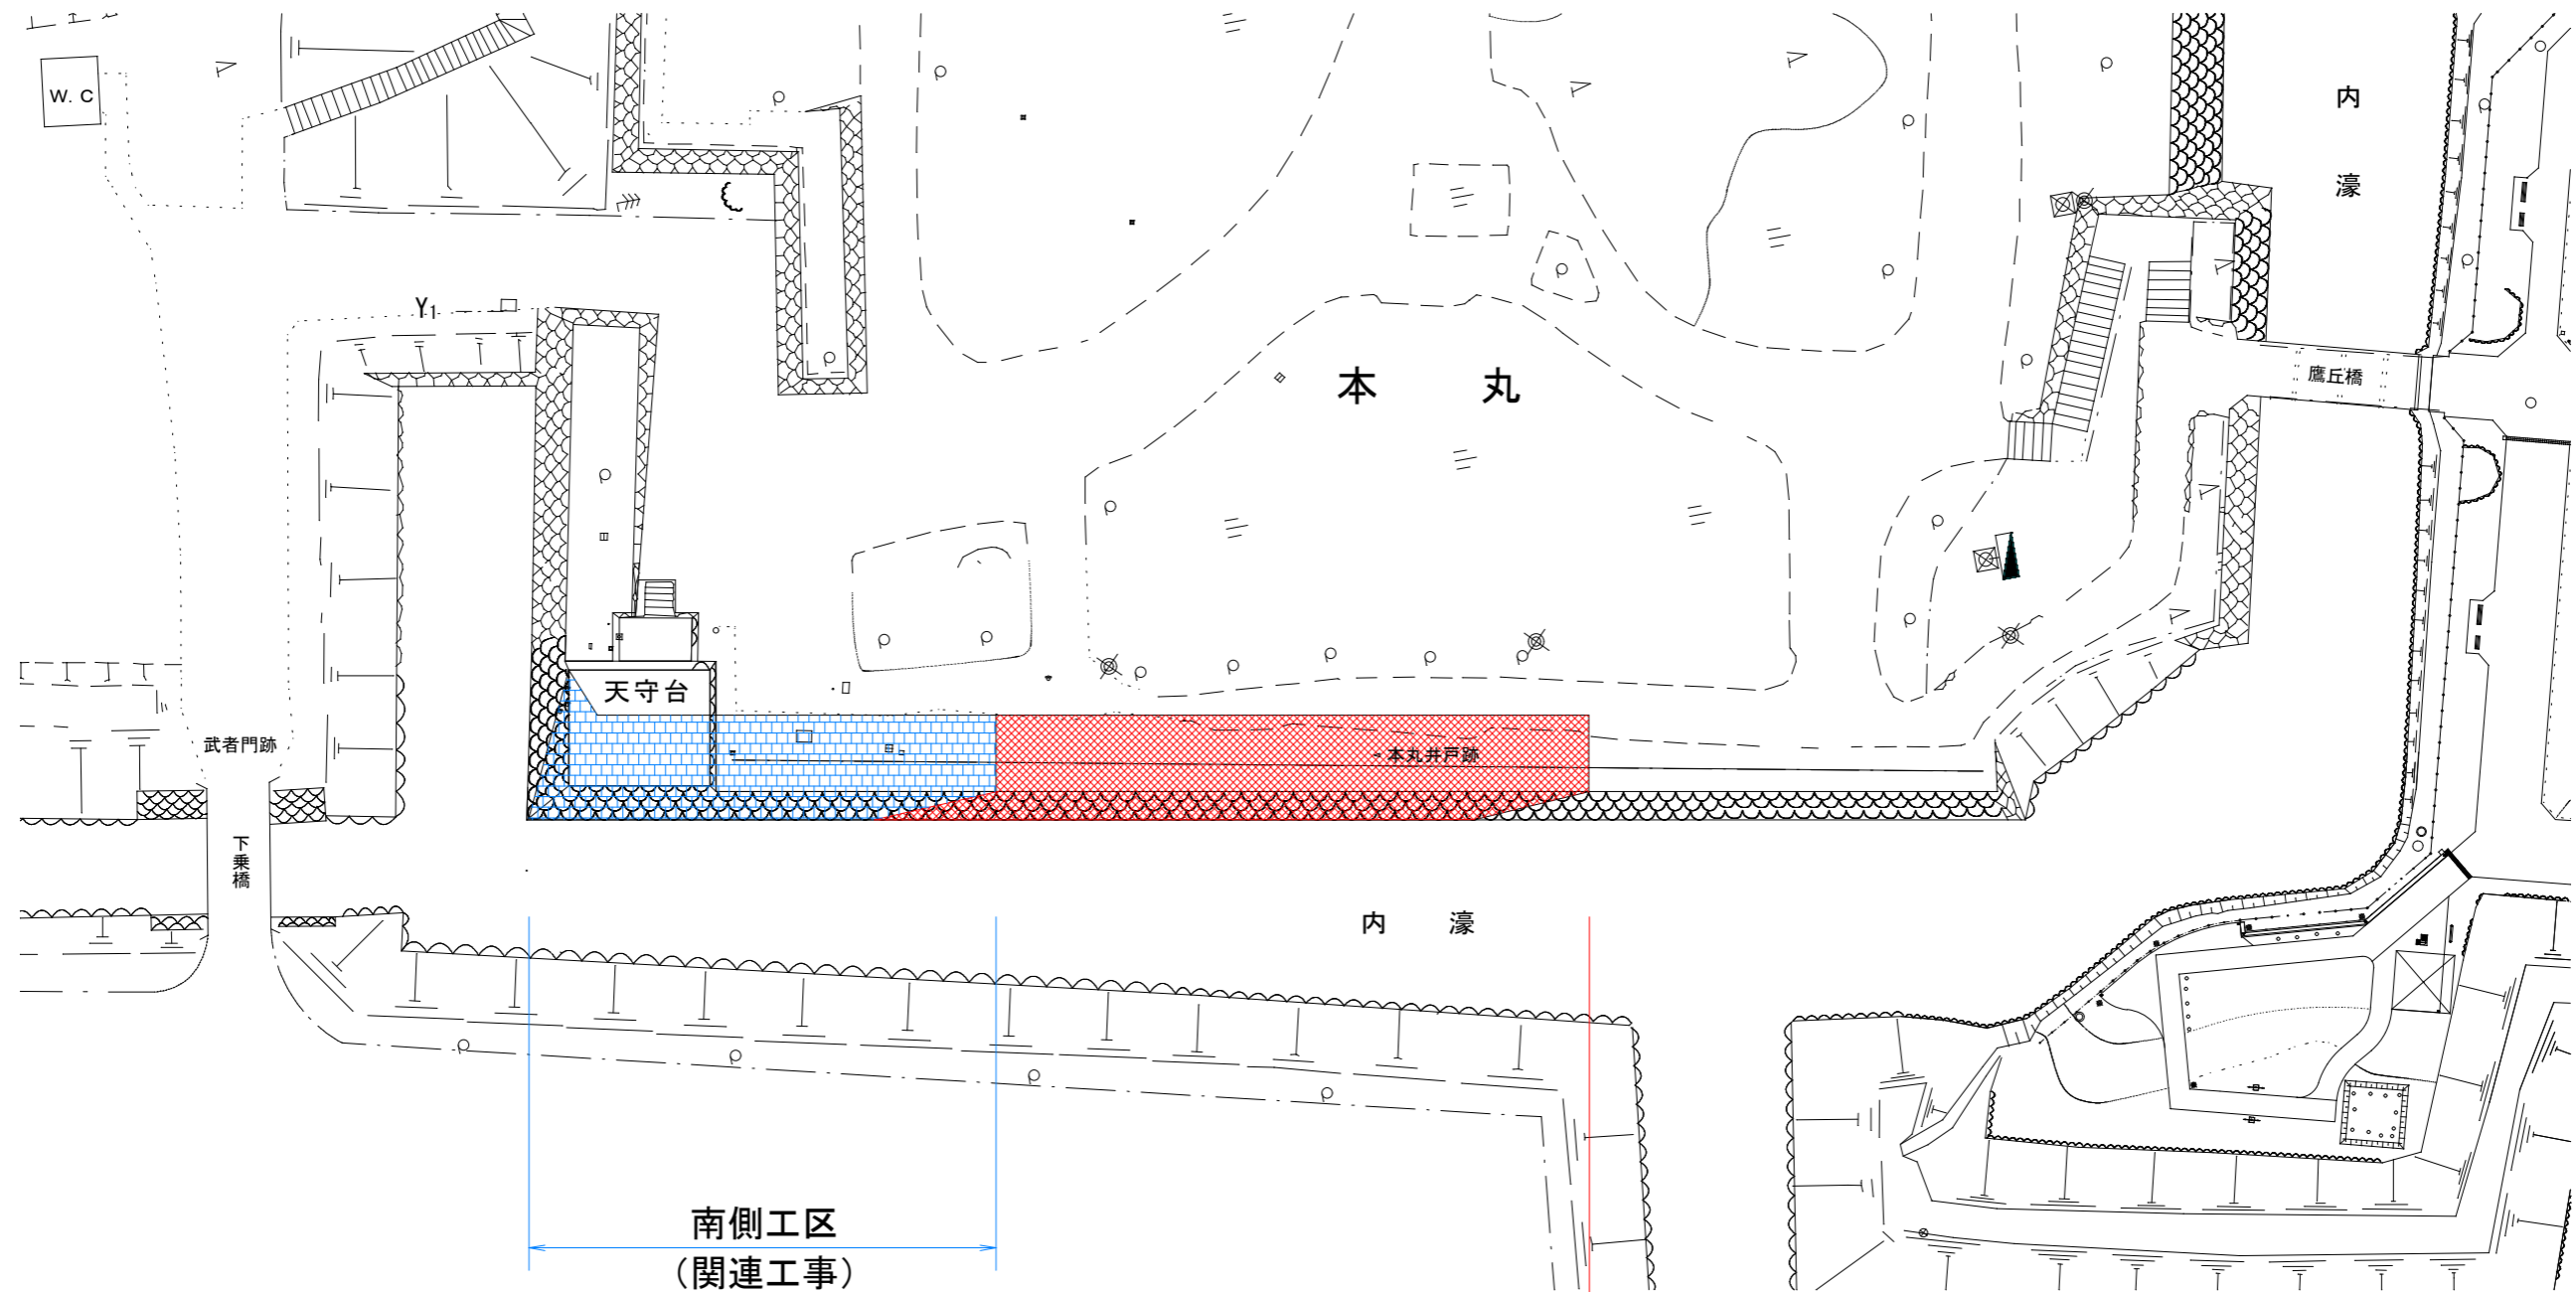 W.C
内
濠
Y1
鷹丘橋
本 丸
天守台
武者門跡
本丸井戸跡
下乗橋
内 濠
南側工区
（関連工事）